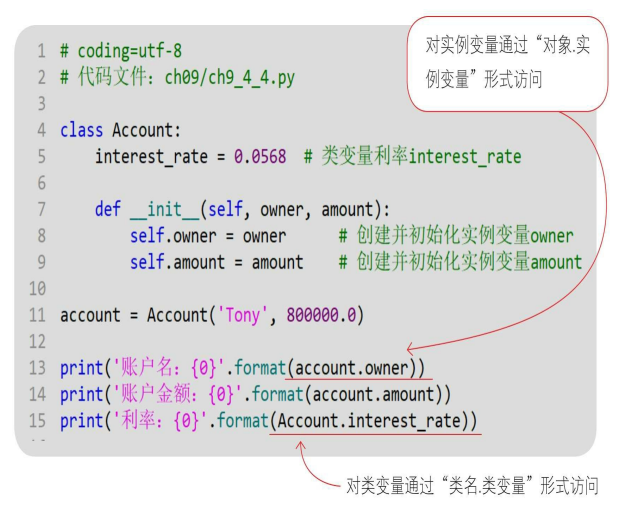 对实例变量通过“对象.实
例变量”形式访问
1 # coding=utf-8
2 # 代码文件：ch09/ch9_4_4.py
3
4 class Account:
5     interest_rate = 0.0568  # 类变量利率interest_rate
6
7     def __init__(self, owner, amount):
8         self.owner = owner      # 创建并初始化实例变量owner
9         self.amount = amount    # 创建并初始化实例变量amount
10
11 account = Account('Tony', 800000.0)
12
13 print('账户名：{0}'.format(account.owner))
14 print('账户金额：{0}'.format(account.amount))
15 print('利率：{0}'.format(Account.interest_rate))
对类变量通过“类名.类变量”形式访问